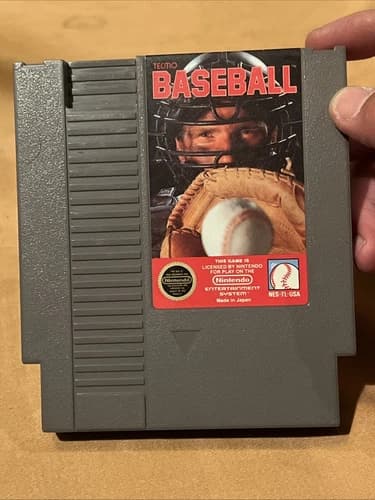 TECMO
BASEBALL
THIS GAME IS
LICENSED BY NINTENDO
FOR PLAY ON THE
Nintendo
ENTERTAINMENT
SYSTEM
Made in Japan
Nintendo
NES-TL-USA